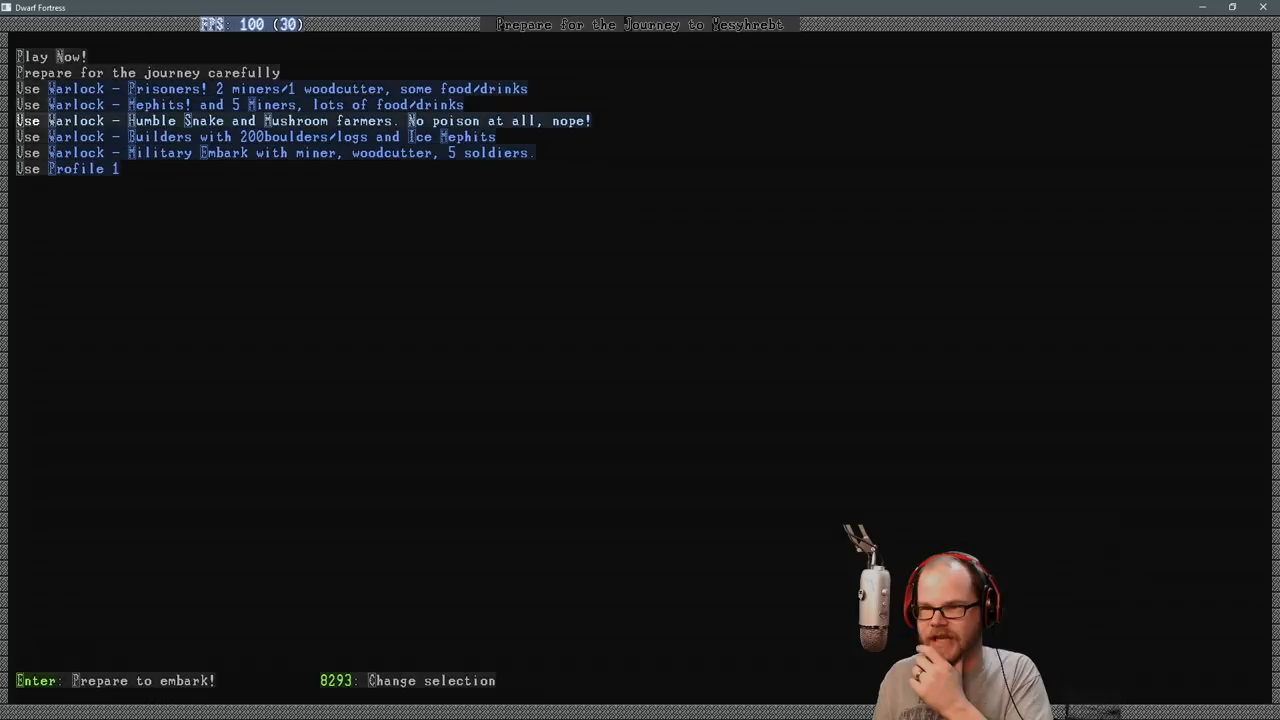 Dwarf Fortress
FPS: 100 (30)
Prepare for the Journey to Mesyhrebt
Play Now!
Prepare for the journey carefully
Use Warlock - Prisoners! 2 miners/1 woodcutter, some food/drinks
Use Warlock - Mephits! and 5 Miners, lots of food/drinks
Use Warlock - Humble Snake and Mushroom farmers. No poison at all, nope!
Use Warlock - Builders with 200boulders/logs and Ice Mephits
Use Warlock - Military Embark with miner, woodcutter, 5 soldiers.
Use Profile 1
Enter: Prepare to embark!
8293: Change selection